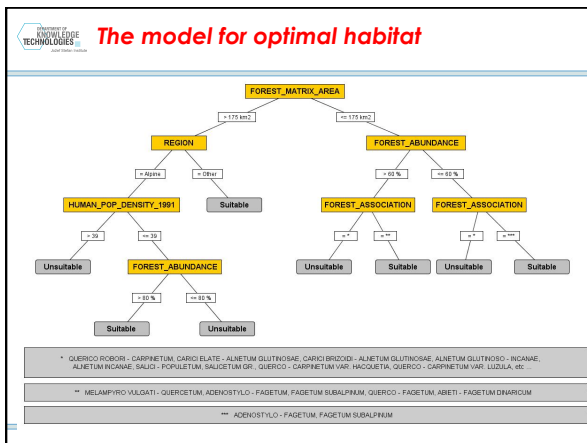 DEPARTMENT OF
KNOWLEDGE
TECHNOLOGIES
Jožef Stefan Institute
The model for optimal habitat
FOREST_MATRIX_AREA
> 175 km2
<= 175 km2
REGION
FOREST_ABUNDANCE
= Alpine
= Other
> 60 %
<= 60 %
HUMAN_POP_DENSITY_1991
Suitable
FOREST_ASSOCIATION
FOREST_ASSOCIATION
> 39
<= 39
= *
= **
= *
= ***
Unsuitable
FOREST_ABUNDANCE
Unsuitable
Suitable
Unsuitable
Suitable
> 80 %
<= 80 %
Suitable
Unsuitable
* QUERICO ROBORI - CARPINETUM, CARICI ELATE - ALNETUM GLUTINOSAE, CARICI BRIZOIDI - ALNETUM GLUTINOSAE, ALNETUM GLUTINOSO - INCANAE,
ALNETUM INCANAE, SALICI - POPULETUM, SALICETUM GR., QUERCO - CARPINETUM VAR. HACQUETIA, QUERCO - CARPINETUM VAR. LUZULA, etc ...
** MELAMPYRO VULGATI - QUERCETUM, ADENOSTYLO - FAGETUM, FAGETUM SUBALPINUM, QUERCO - FAGETUM, ABIETI - FAGETUM DINARICUM
*** ADENOSTYLO - FAGETUM, FAGETUM SUBALPINUM